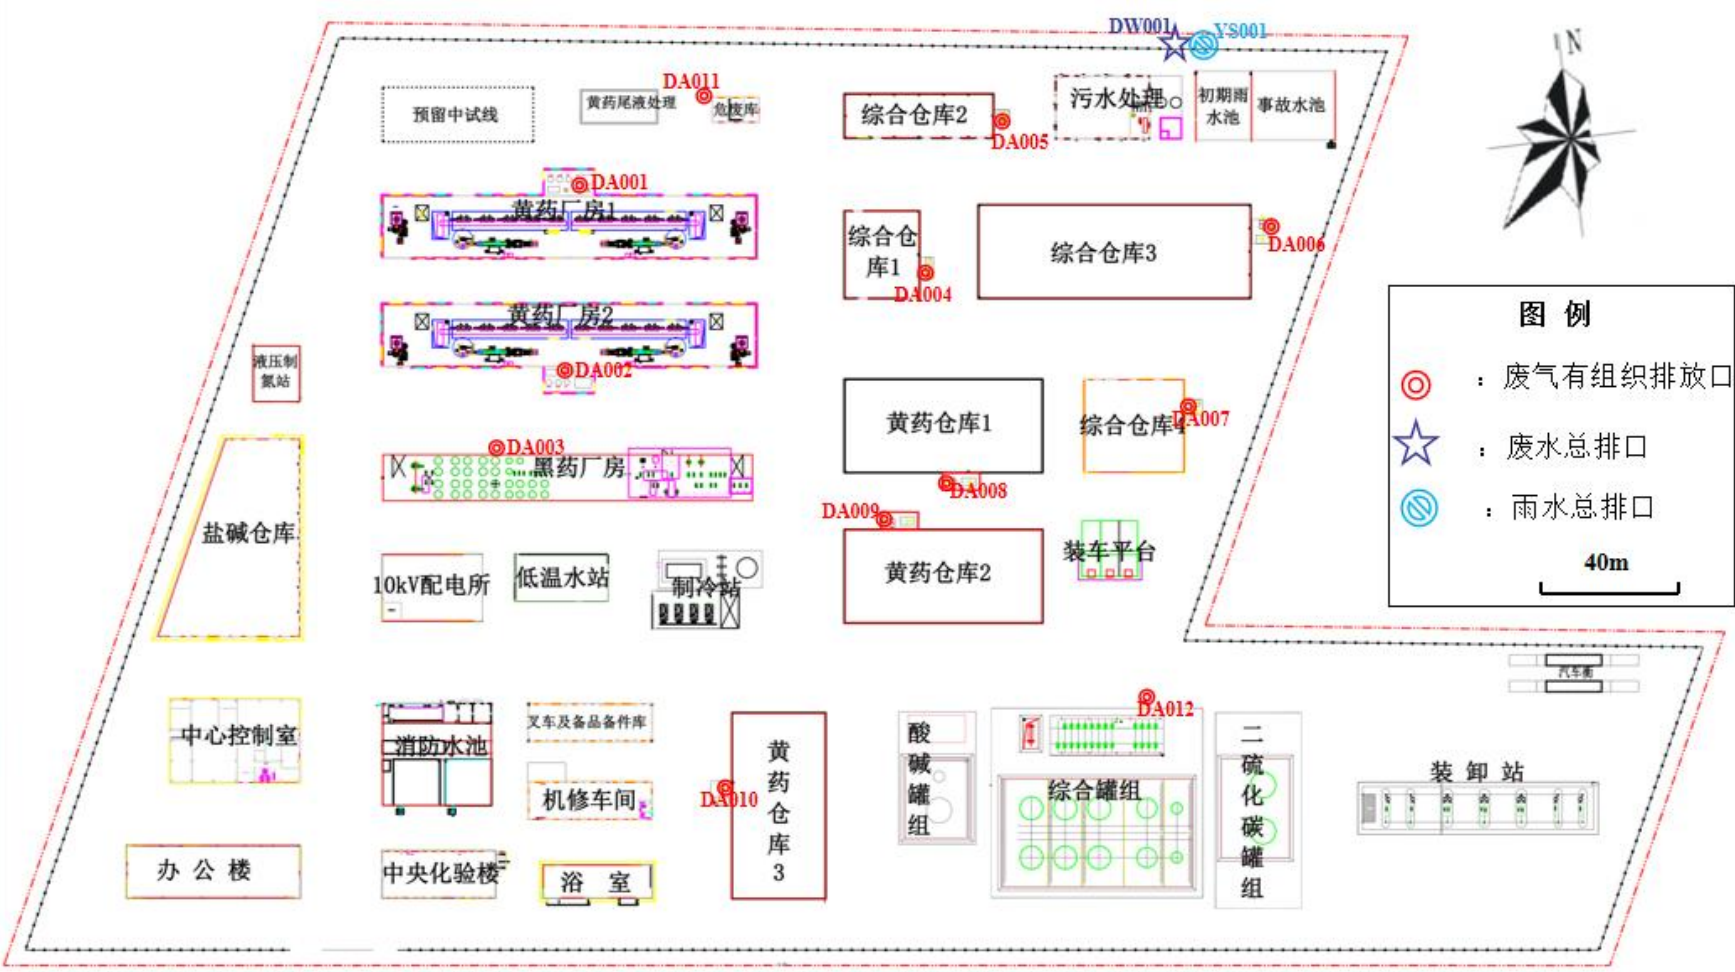 DW001
YS001
N
DA011
预留中试线
黄药尾液处理
危废库
综合仓库2
DA005
污水处理
初期雨
水池
事故水池
DA001
黄药厂房1
综合仓
库1
DA004
综合仓库3
DA006
黄药厂房2
DA002
液压制
氮站
图 例
：废气有组织排放口
：废水总排口
：雨水总排口
40m
黄药仓库1
综合仓库4
DA007
DA003
黑药厂房
DA008
DA009
盐碱仓库
10kV配电所
低温水站
制冷站
黄药仓库2
装车平台
汽车衡
中心控制室
消防水池
叉车及备品备件库
机修车间
DA010
黄药仓库3
酸碱罐组
DA012
综合罐组
二硫化碳罐组
装卸站
办公楼
中央化验楼
浴 室